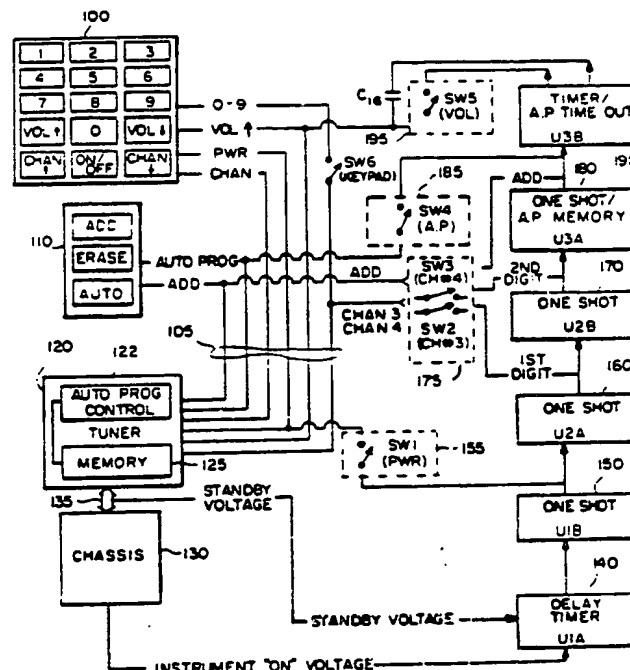 100
1 2 3
4 5 6
7 8 9
VOL↑ 0 VOL↓
CHAN↑ ON/OFF CHAN↓
0-9
VOL ↑
PWR
CHAN
C16
SW5
(VOL)
195
TIMER/
A.P TIME OUT
U3B
SW6
(KEYPAD)
185
ADD
180
ONE SHOT/
A.P MEMORY
U3A
SW4
(A.P)
110
ADD
ERASE
AUTO
AUTO PROG
ADD
ADD
SW3
(CH#4)
2ND
DIGIT
170
ONE SHOT
U2B
CHAN 3
CHAN 4
SW2
(CH#3)
175
1ST
DIGIT
160
ONE SHOT
U2A
105
120
122
AUTO PROG
CONTROL
TUNER
MEMORY
125
SW1
(PWR)
155
150
ONE SHOT
U1B
135
STANDBY
VOLTAGE
CHASSIS
130
140
DELAY
TIMER
U1A
STANDBY VOLTAGE
INSTRUMENT "ON" VOLTAGE